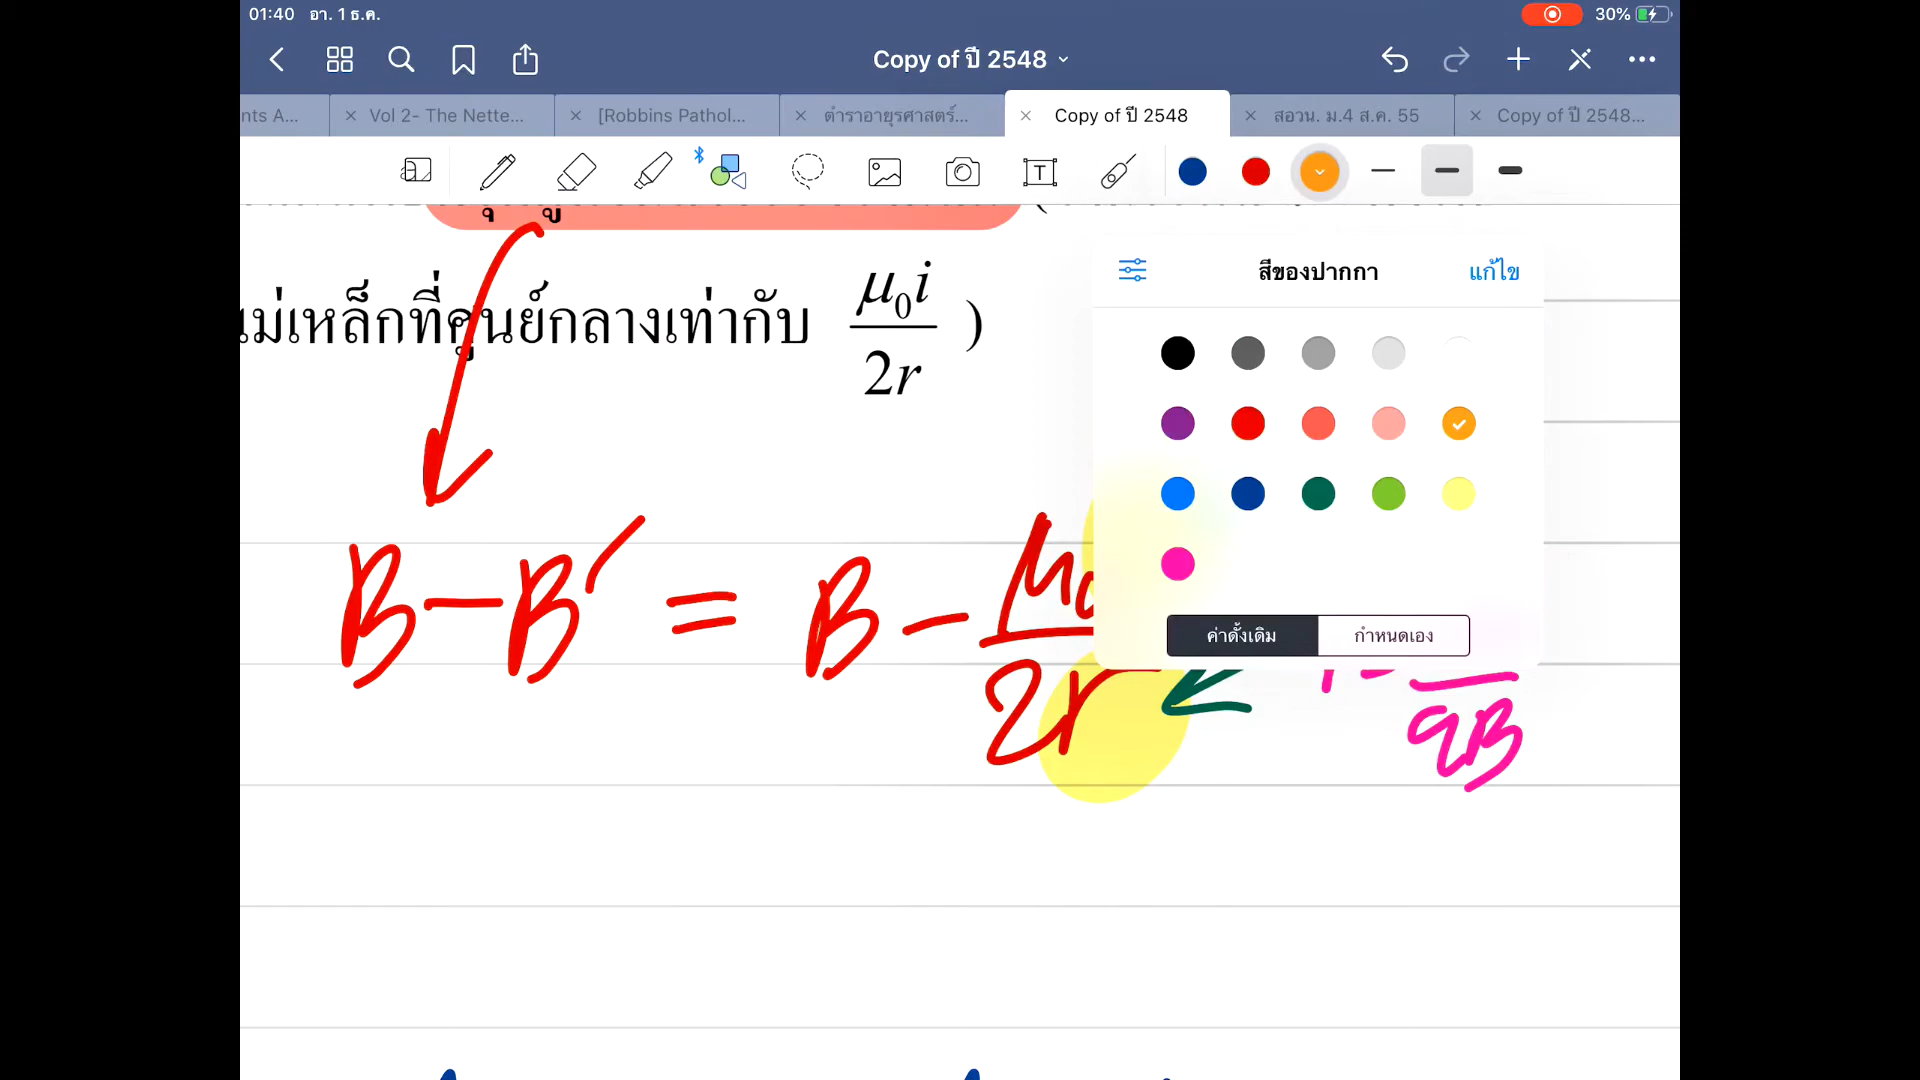 01:40 อา. 1 ธ.ค. 30%
Copy of ปี 2548
nts A... Vol 2- The Nette... [Robbins Pathol... ตำราอายุรศาสตร์... Copy of ปี 2548 สอวน. ม.4 ส.ค. 55 Copy of ปี 2548...
T
สีของปากกา แก้ไข
แม่เหล็กที่ศูนย์กลางเท่ากับ μ₀i/2r )
B − B′ = B − μ₀/2r
qB
ค่าดั้งเดิม กำหนดเอง